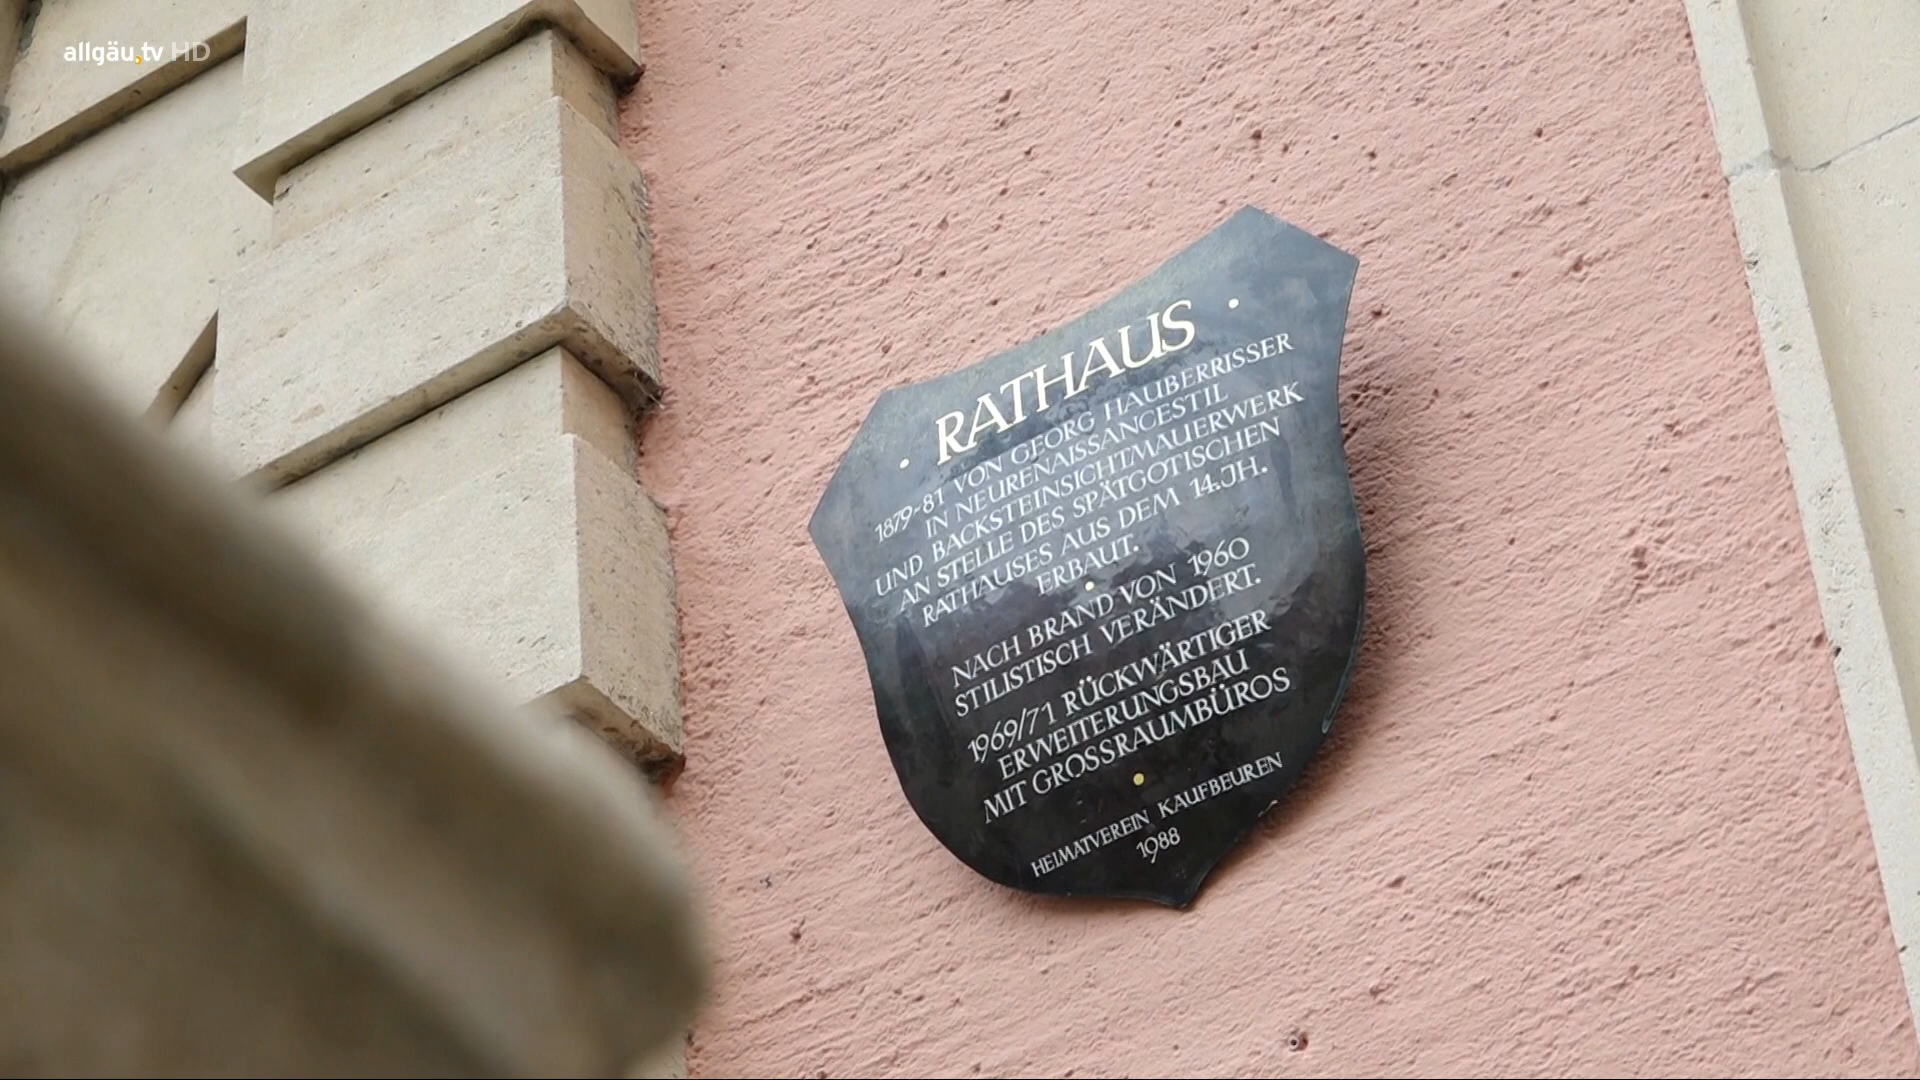 allgäu.tv HD
RATHAUS
1879-81 VON GEORG HAUBERRISSER
IN NEURENAISSANCESTIL
UND BACKSTEINSICHTMAUERWERK
AN STELLE DES SPÄTGOTISCHEN
RATHAUSES AUS DEM 14.JH.
ERBAUT.
NACH BRAND VON 1960
STILISTISCH VERÄNDERT.
1969/71 RÜCKWÄRTIGER
ERWEITERUNGSBAU
MIT GROSSRAUMBÜROS
HEIMATVEREIN KAUFBEUREN
1988